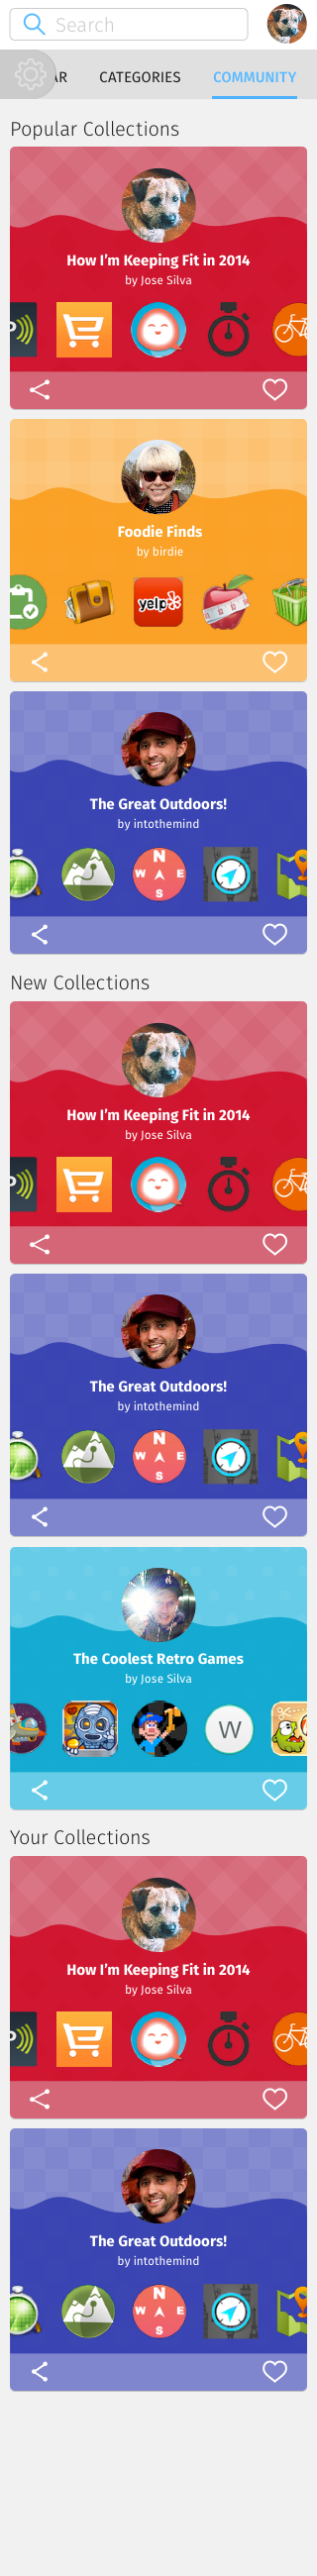 Search
AR CATEGORIES COMMUNITY
Popular Collections
How I'm Keeping Fit in 2014
by Jose Silva
Foodie Finds
by birdie
yelp
The Great Outdoors!
by intothemind
N
W E
S
New Collections
How I'm Keeping Fit in 2014
by Jose Silva
The Great Outdoors!
by intothemind
N
W E
S
The Coolest Retro Games
by Jose Silva
W
Your Collections
How I'm Keeping Fit in 2014
by Jose Silva
The Great Outdoors!
by intothemind
N
W E
S